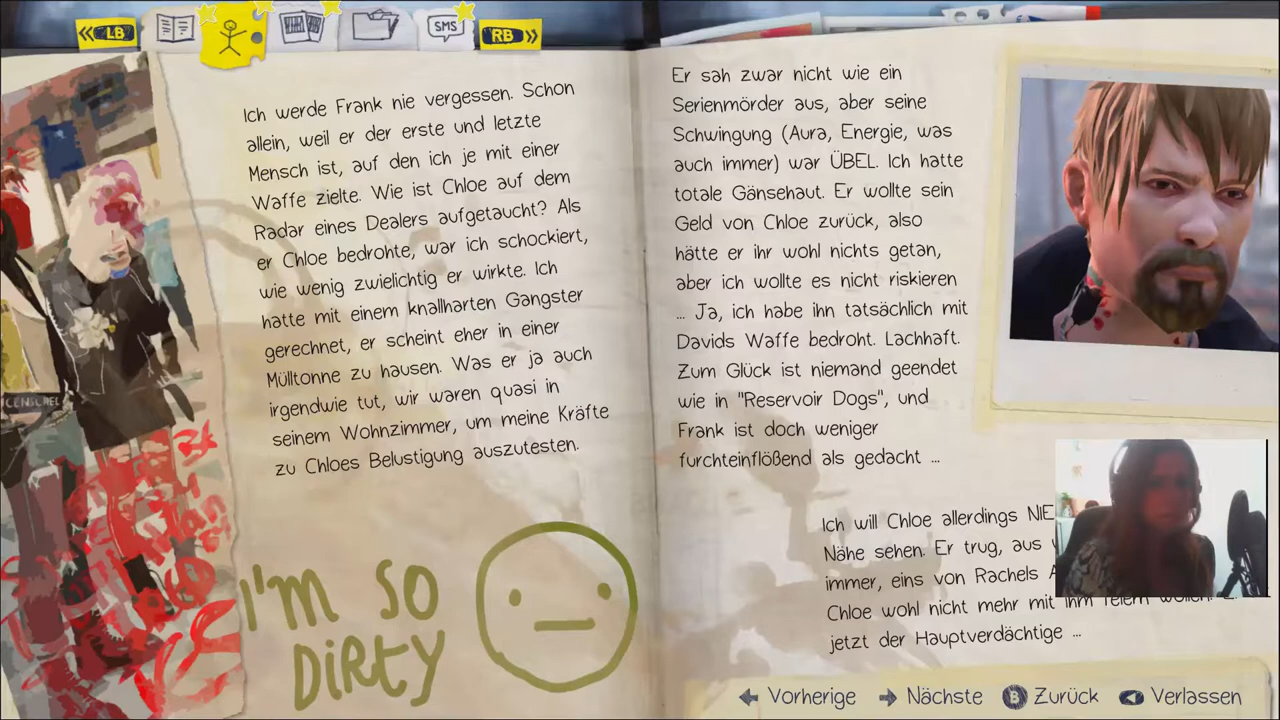 LB
SMS
RB
Ich werde Frank nie vergessen. Schon
allein, weil er der erste und letzte
Mensch ist, auf den ich je mit einer
Waffe zielte. Wie ist Chloe auf dem
Radar eines Dealers aufgetaucht? Als
er Chloe bedrohte, war ich schockiert,
wie wenig zwielichtig er wirkte. Ich
hatte mit einem knallharten Gangster
gerechnet, er scheint eher in einer
Mülltonne zu hausen. Was er ja auch
irgendwie tut, wir waren quasi in
seinem Wohnzimmer, um meine Kräfte
zu Chloes Belustigung auszutesten.
I'M SO
DiRtY
Er sah zwar nicht wie ein
Serienmörder aus, aber seine
Schwingung (Aura, Energie, was
auch immer) war ÜBEL. Ich hatte
totale Gänsehaut. Er wollte sein
Geld von Chloe zurück, also
hätte er ihr wohl nichts getan,
aber ich wollte es nicht riskieren
... Ja, ich habe ihn tatsächlich mit
Davids Waffe bedroht. Lachhaft.
Zum Glück ist niemand geendet
wie in "Reservoir Dogs", und
Frank ist doch weniger
furchteinflößend als gedacht ...
Ich will Chloe allerdings NIE
Nähe sehen. Er trug, aus
immer, eins von Rachels
Chloe wohl nicht mehr mit ihm feiern wollen.
jetzt der Hauptverdächtige ...
Vorherige Nächste B Zurück Verlassen